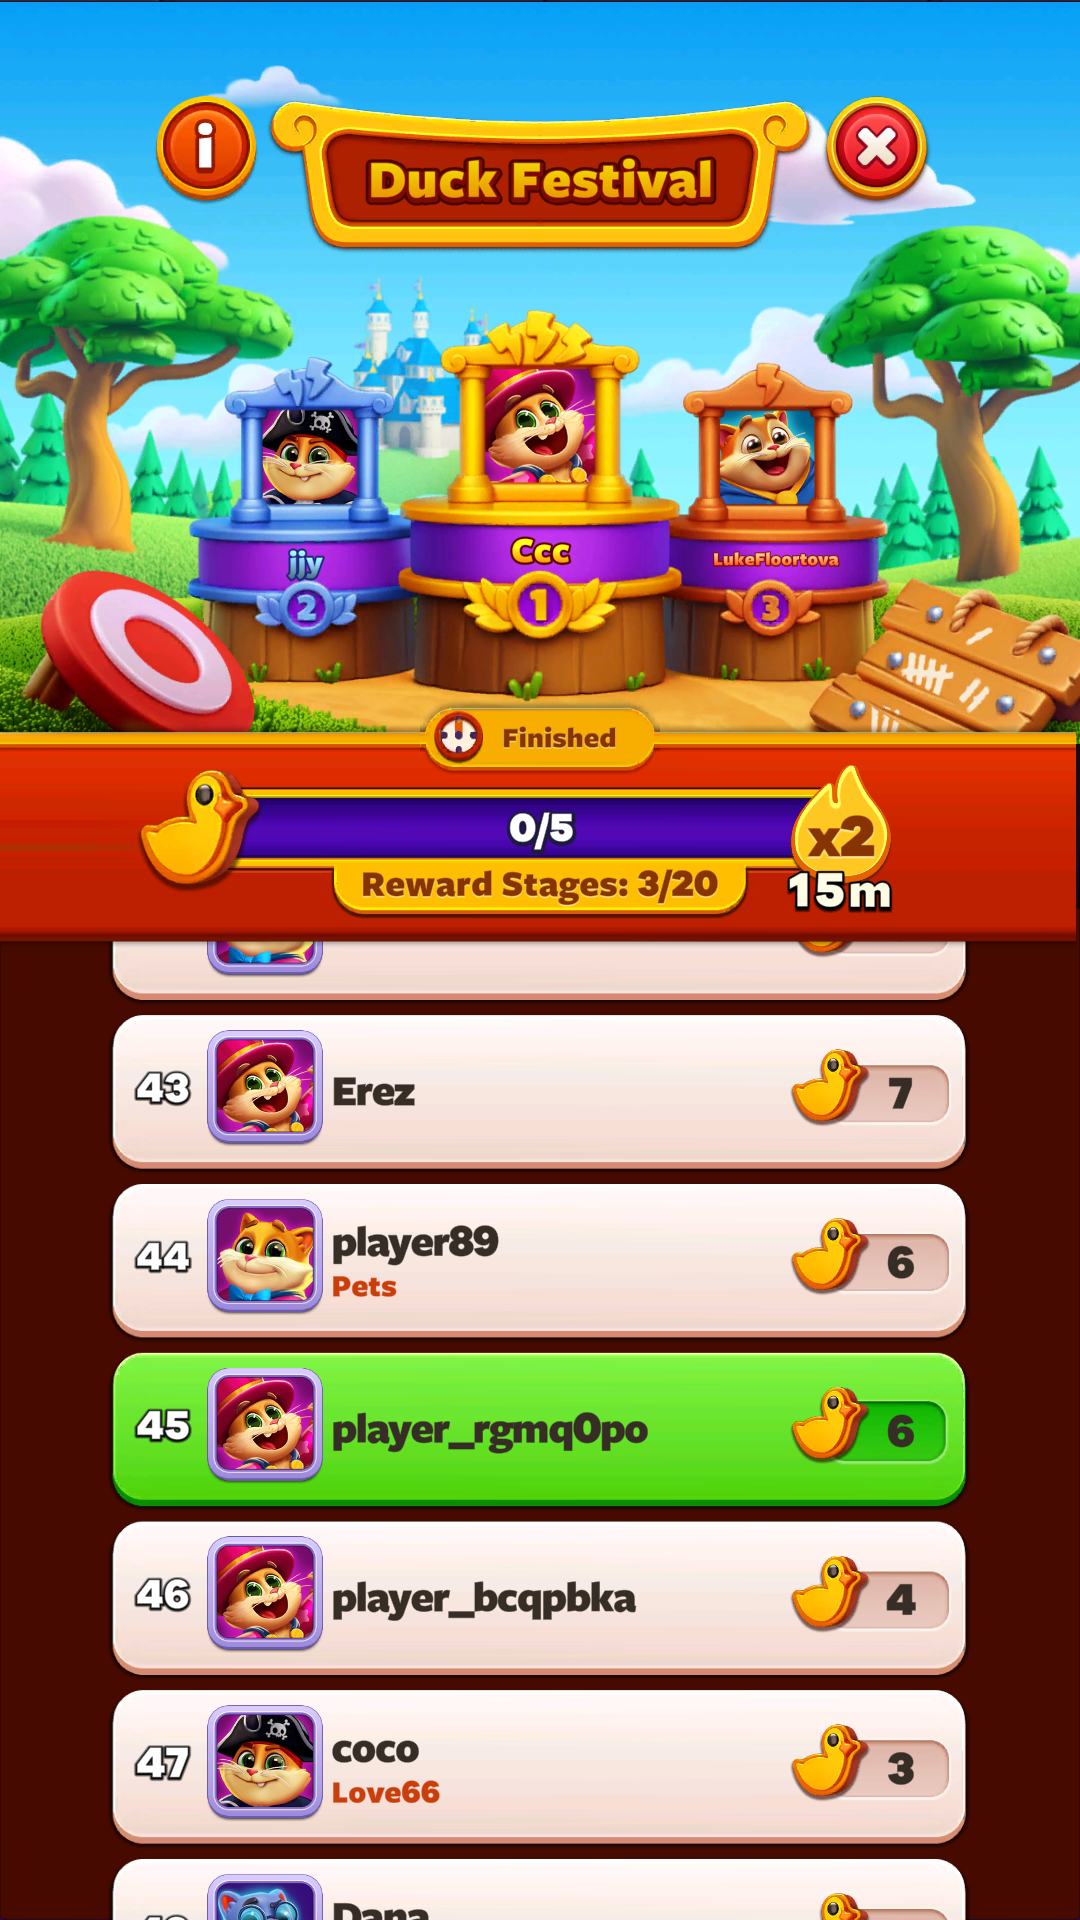 Duck Festival
jjy
Ccc
LukeFloortova
2
1
3
Finished
0/5
x2
15m
Reward Stages: 3/20
43
Erez
7
44
player89
Pets
6
45
player_rgmq0po
6
46
player_bcqpbka
4
47
coco
Love66
3
Dana